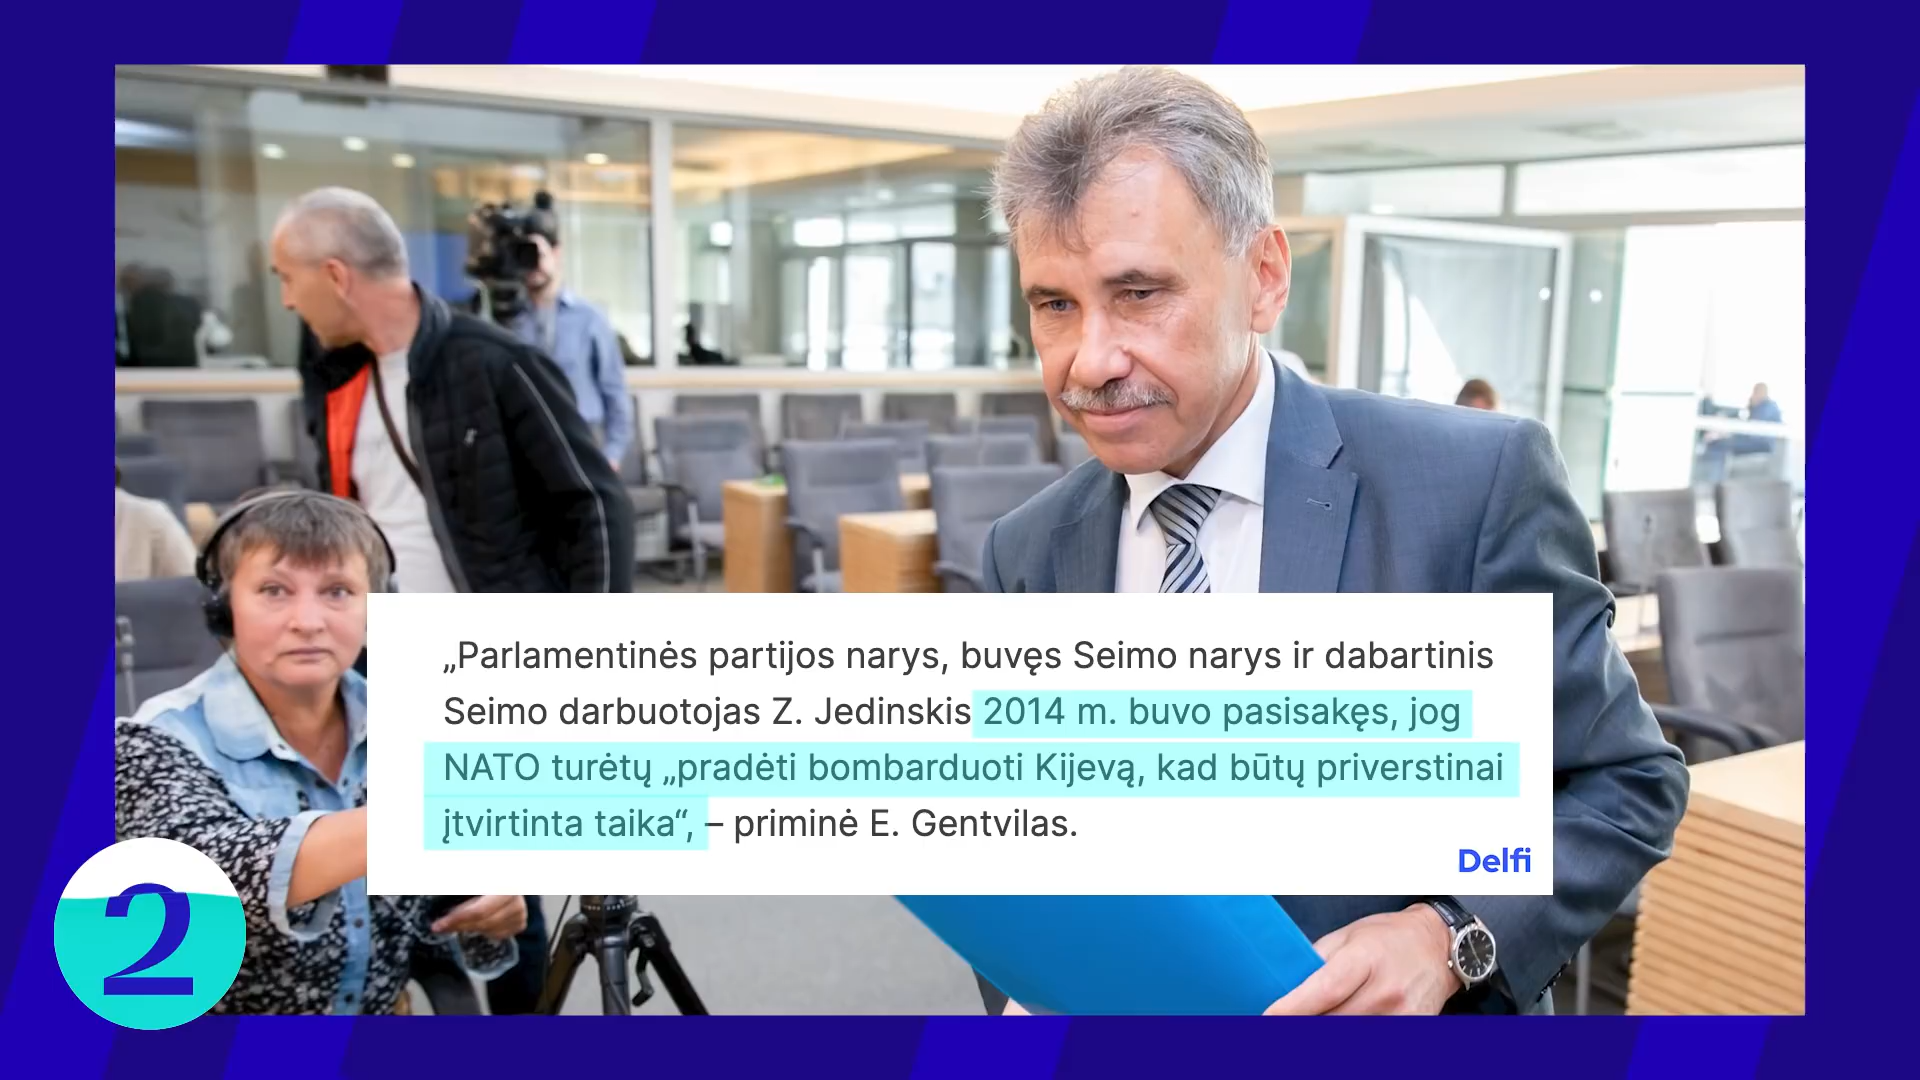 „Parlamentinės partijos narys, buvęs Seimo narys ir dabartinis
Seimo darbuotojas Z. Jedinskis 2014 m. buvo pasisakęs, jog
NATO turėtų „pradėti bombarduoti Kijevą, kad būtų priverstinai
įtvirtinta taika“, – priminė E. Gentvilas.
Delfi
2